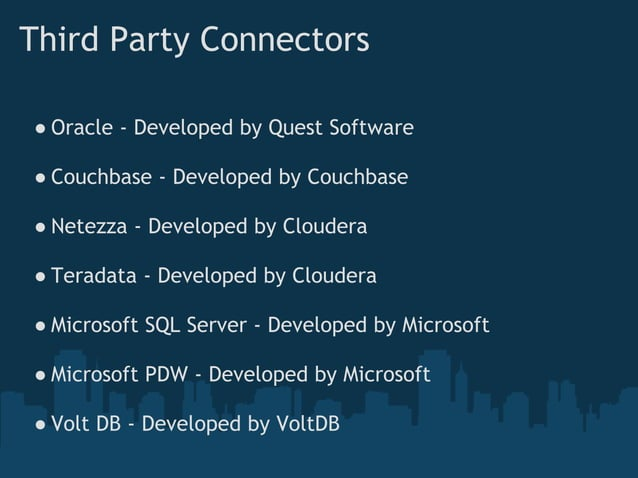 Third Party Connectors
● Oracle - Developed by Quest Software
● Couchbase - Developed by Couchbase
● Netezza - Developed by Cloudera
● Teradata - Developed by Cloudera
● Microsoft SQL Server - Developed by Microsoft
● Microsoft PDW - Developed by Microsoft
● Volt DB - Developed by VoltDB